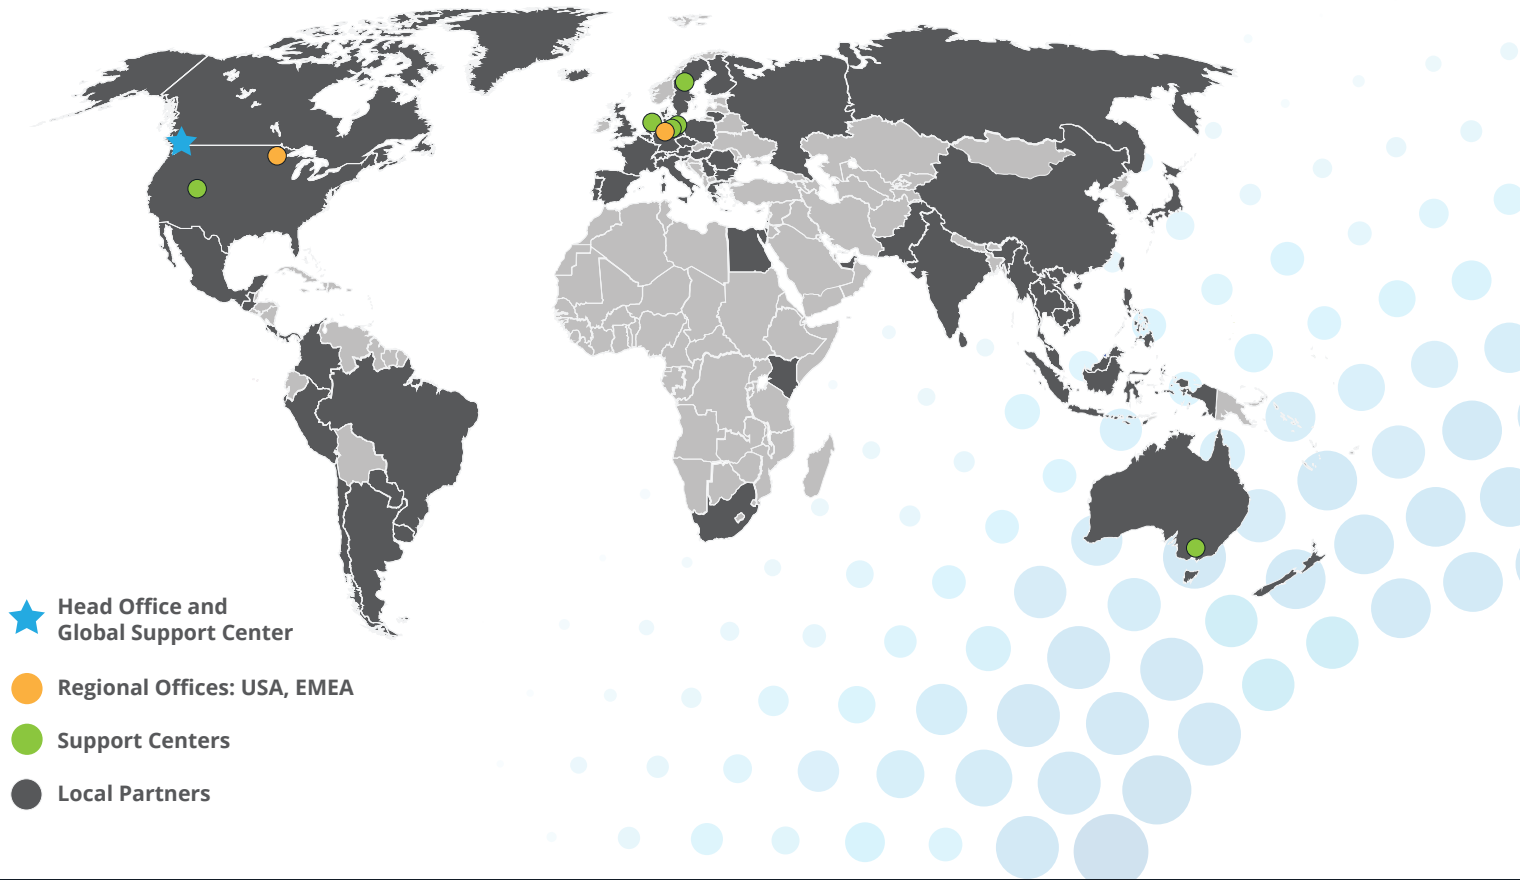 Head Office and
Global Support Center
Regional Offices: USA, EMEA
Support Centers
Local Partners